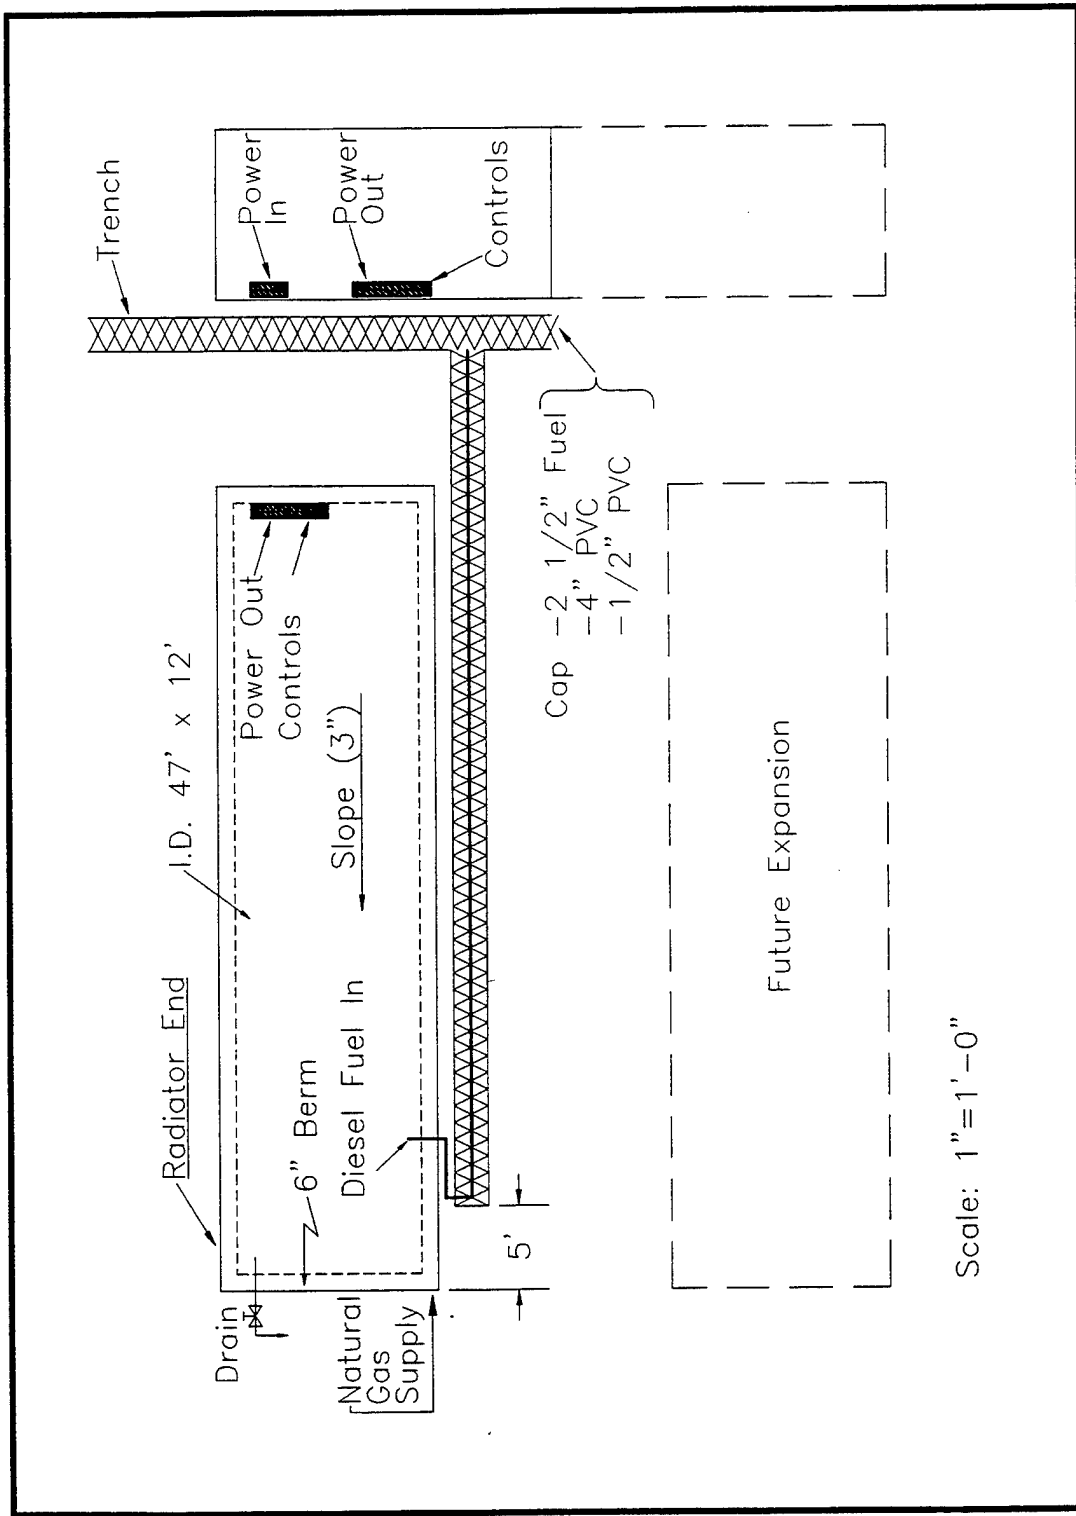 Trench
Power
In
Power
Out
Controls
I.D. 47' x 12'
Radiator End
Power Out
Controls
Slope (3")
6" Berm
Diesel Fuel In
Drain
Natural
Gas
Supply
5'
Cap -2 1/2" Fuel
-4" PVC
-1/2" PVC
Future Expansion
Scale: 1"=1'-0"